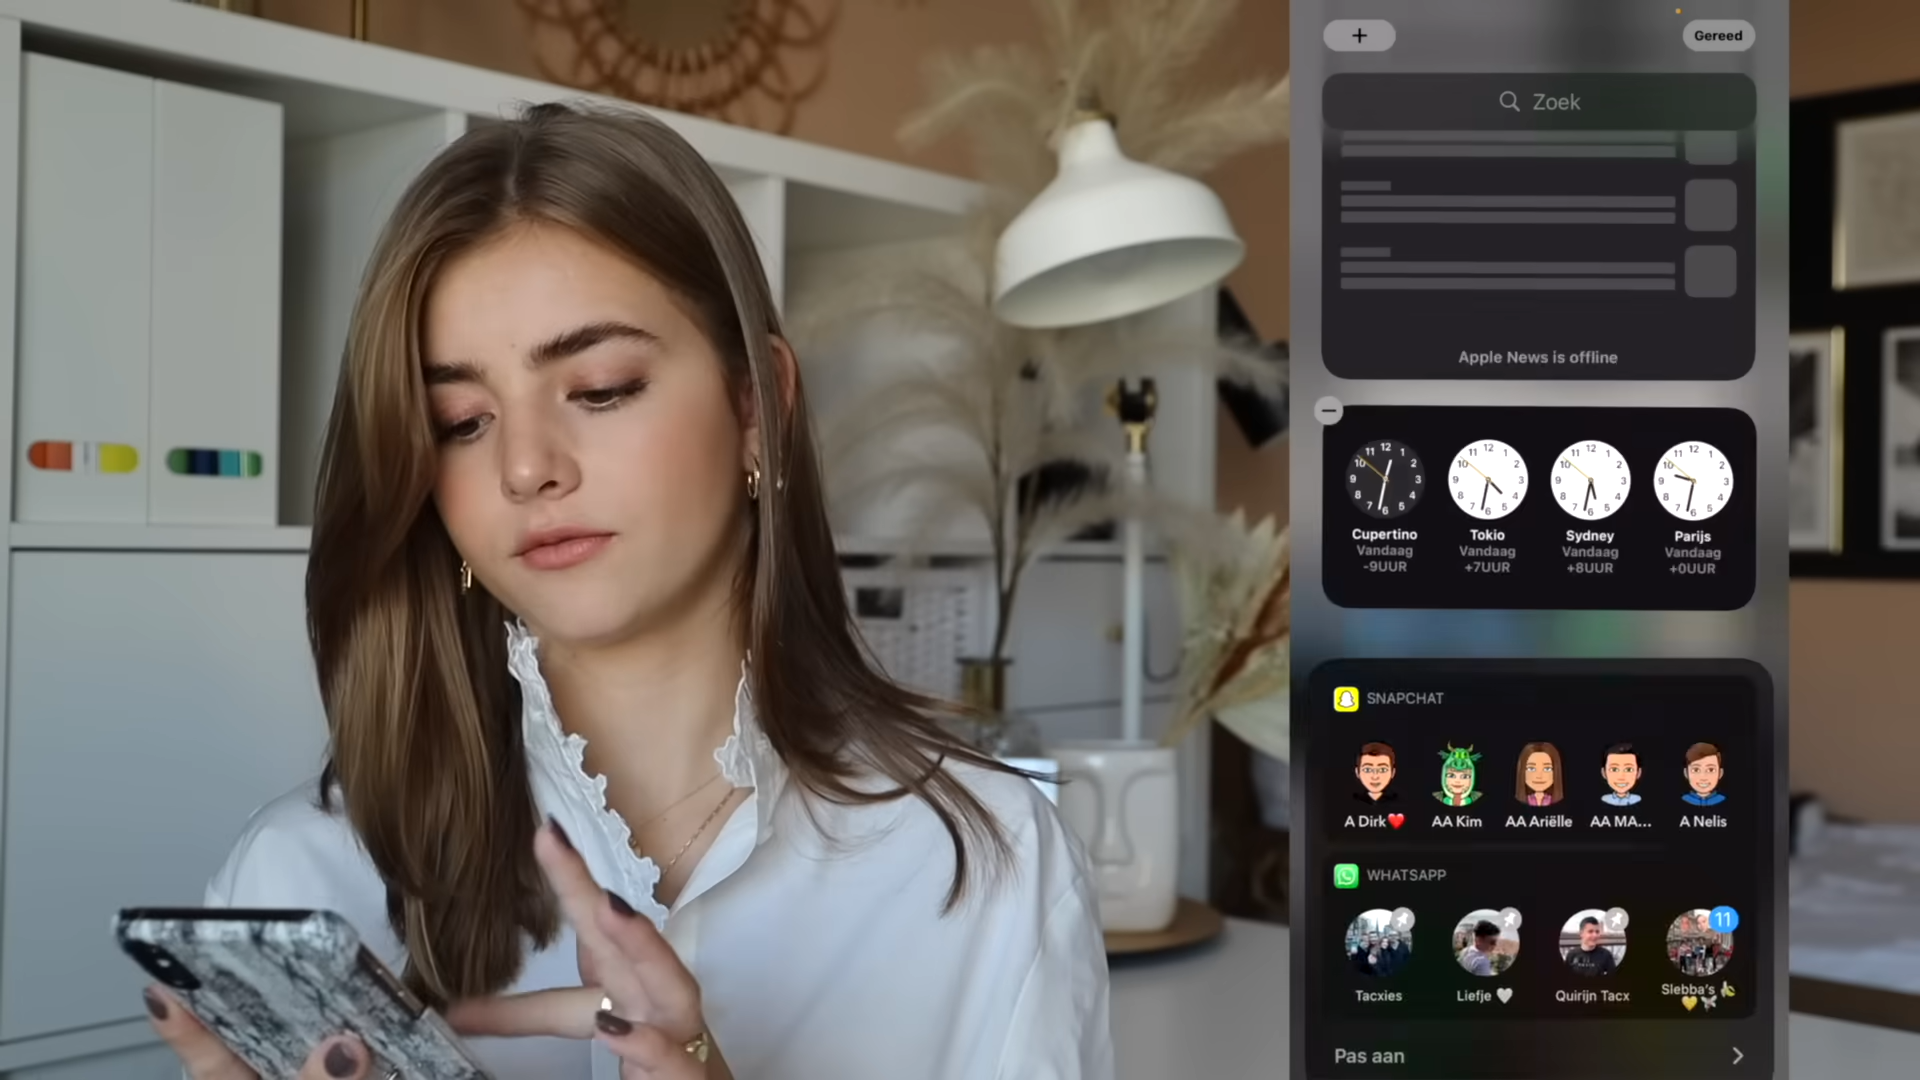 +
Gereed
Zoek
Apple News is offline
Cupertino
Vandaag
-9UUR
Tokio
Vandaag
+7UUR
Sydney
Vandaag
+8UUR
Parijs
Vandaag
+0UUR
SNAPCHAT
A Dirk❤️
AA Kim
AA Ariëlle
AA MA...
A Nelis
WHATSAPP
11
Tacxies
Liefje 🤍
Quirijn Tacx
Slebba's 🍌
💛🦋
Pas aan